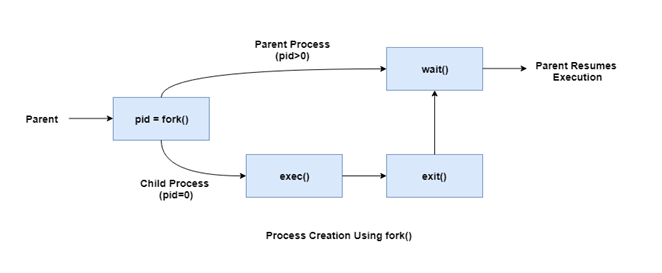 Parent Process
(pid>0)
wait()
Parent Resumes
Execution
Parent
pid = fork()
Child Process
(pid=0)
exec()
exit()
Process Creation Using fork()